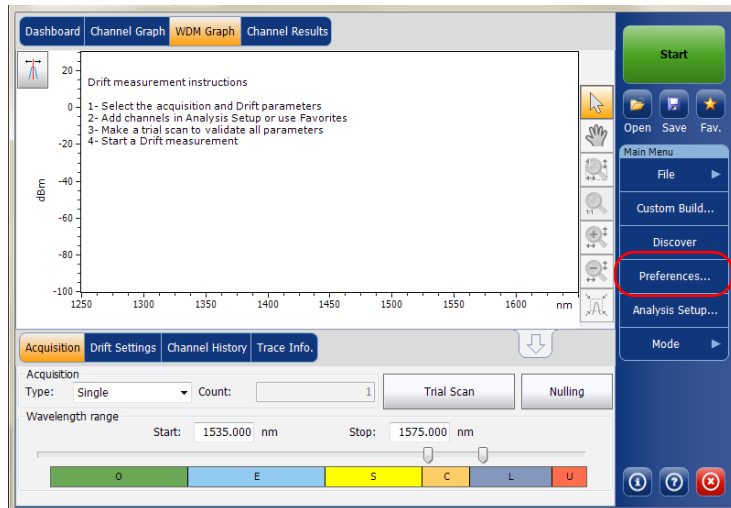 Dashboard Channel Graph WDM Graph Channel Results
Start
20
Drift measurement instructions
0
1- Select the acquisition and Drift parameters
2- Add channels in Analysis Setup or use Favorites
3- Make a trial scan to validate all parameters
4- Start a Drift measurement
-20
-40
dBm
-60
-80
-100
1250 1300 1350 1400 1450 1500 1550 1600 nm
1:1
Open Save Fav.
Main Menu
File
Custom Build...
Discover
Preferences...
Analysis Setup...
Mode
Acquisition Drift Settings Channel History Trace Info.
Acquisition
Type: Single Count: 1 Trial Scan Nulling
Wavelength range
Start: 1535.000 nm Stop: 1575.000 nm
O E S C L U